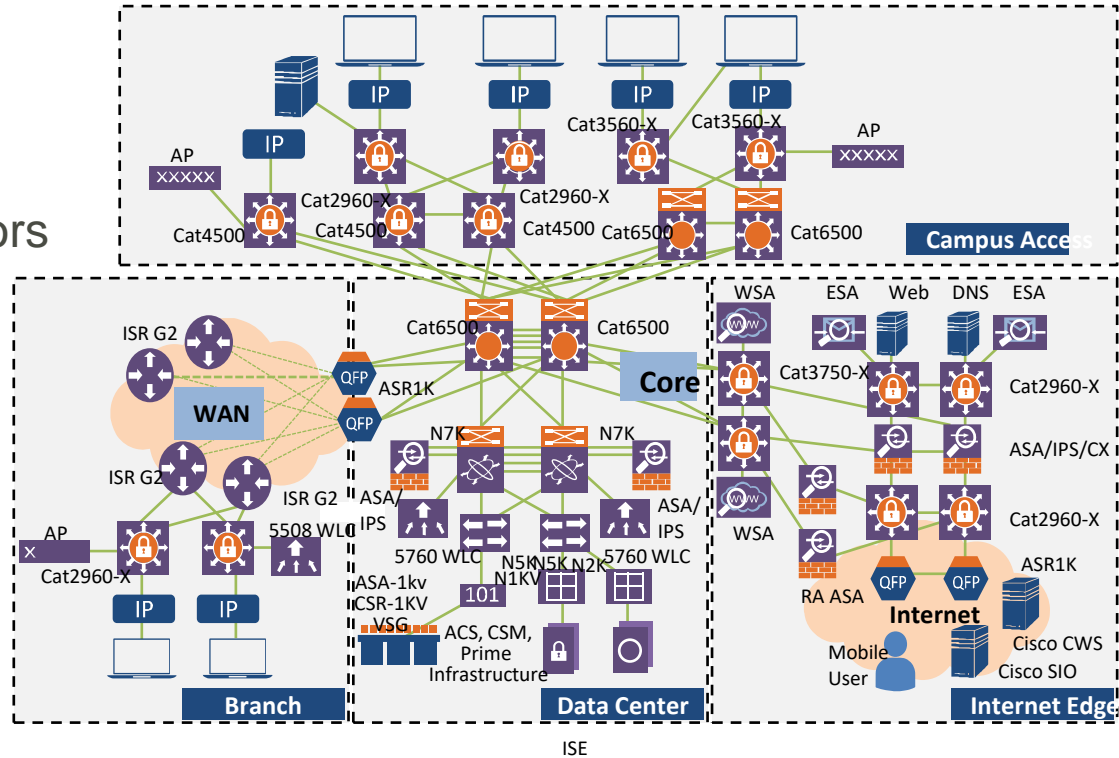 IP
IP
IP
IP
Cat3560-X
Cat3560-X
AP
XXXXX
IP
AP
XXXXX
Cat2960-X
Cat2960-X
Cat4500
Cat4500
Cat4500
Cat6500
Cat6500
ors
Campus Access
WSA
ESA
Web
DNS
ESA
www
ISR G2
Cat6500
Cat6500
QFP
ASR1K
Core
Cat3750-X
Cat2960-X
WAN
QFP
N7K
N7K
ASA/IPS/CX
ISR G2
ISR G2
ASA/
IPS
ASA/
IPS
www
WSA
Cat2960-X
AP
X
5508 WLC
Cat2960-X
5760 WLC
N5K
N5K
N2K
5760 WLC
N1KV
ASA-1kv
CSR-1KV
VSG
101
IP
IP
ACS, CSM,
Prime
Infrastructure
RA ASA
QFP
QFP
ASR1K
Internet
Mobile
User
Cisco CWS
Cisco SIO
Branch
Data Center
Internet Edge
ISE